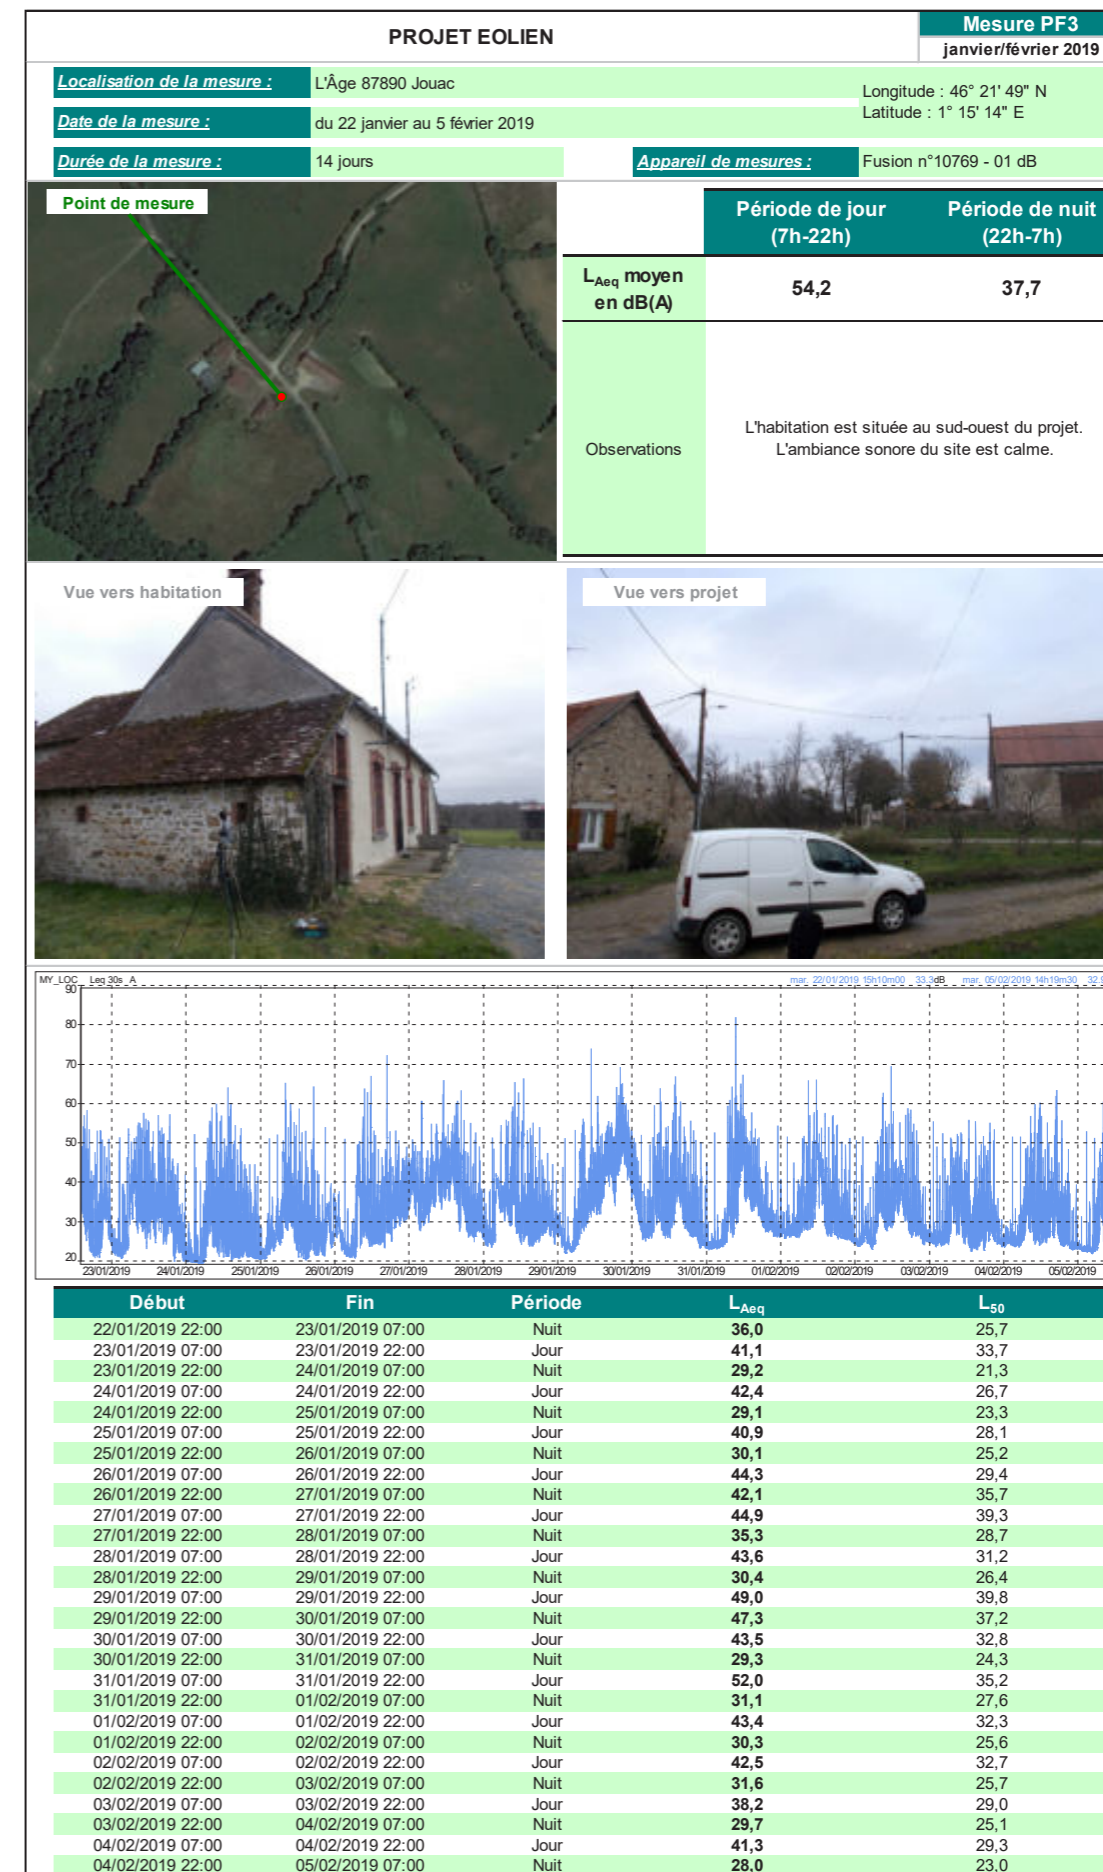 PROJET EOLIEN
Mesure PF3
janvier/février 2019
Localisation de la mesure :
L'Âge 87890 Jouac
Longitude : 46° 21' 49" N
Latitude : 1° 15' 14" E
Date de la mesure :
du 22 janvier au 5 février 2019
Durée de la mesure :
14 jours
Appareil de mesures :
Fusion n°10769 - 01 dB
Point de mesure
Période de jour (7h-22h)
Période de nuit (22h-7h)
LAeq moyen en dB(A)
54,2
37,7
Observations
L'habitation est située au sud-ouest du projet.
L'ambiance sonore du site est calme.
Vue vers habitation
Vue vers projet
MY_LOC Leq 30s A
mar. 22/01/2019 15h10m00 33.3dB mar. 05/02/2019 14h19m30 32.9
90
80
70
60
50
40
30
20
23/01/2019 24/01/2019 25/01/2019 26/01/2019 27/01/2019 28/01/2019 29/01/2019 30/01/2019 31/01/2019 01/02/2019 02/02/2019 03/02/2019 04/02/2019 05/02/2019
Début Fin Période LAeq L50
22/01/2019 22:00 23/01/2019 07:00 Nuit 36,0 25,7
23/01/2019 07:00 23/01/2019 22:00 Jour 41,1 33,7
23/01/2019 22:00 24/01/2019 07:00 Nuit 29,2 21,3
24/01/2019 07:00 24/01/2019 22:00 Jour 42,4 26,7
24/01/2019 22:00 25/01/2019 07:00 Nuit 29,1 23,3
25/01/2019 07:00 25/01/2019 22:00 Jour 40,9 28,1
25/01/2019 22:00 26/01/2019 07:00 Nuit 30,1 25,2
26/01/2019 07:00 26/01/2019 22:00 Jour 44,3 29,4
26/01/2019 22:00 27/01/2019 07:00 Nuit 42,1 35,7
27/01/2019 07:00 27/01/2019 22:00 Jour 44,9 39,3
27/01/2019 22:00 28/01/2019 07:00 Nuit 35,3 28,7
28/01/2019 07:00 28/01/2019 22:00 Jour 43,6 31,2
28/01/2019 22:00 29/01/2019 07:00 Nuit 30,4 26,4
29/01/2019 07:00 29/01/2019 22:00 Jour 49,0 39,8
29/01/2019 22:00 30/01/2019 07:00 Nuit 47,3 37,2
30/01/2019 07:00 30/01/2019 22:00 Jour 43,5 32,8
30/01/2019 22:00 31/01/2019 07:00 Nuit 29,3 24,3
31/01/2019 07:00 31/01/2019 22:00 Jour 52,0 35,2
31/01/2019 22:00 01/02/2019 07:00 Nuit 31,1 27,6
01/02/2019 07:00 01/02/2019 22:00 Jour 43,4 32,3
01/02/2019 22:00 02/02/2019 07:00 Nuit 30,3 25,6
02/02/2019 07:00 02/02/2019 22:00 Jour 42,5 32,7
02/02/2019 22:00 03/02/2019 07:00 Nuit 31,6 25,7
03/02/2019 07:00 03/02/2019 22:00 Jour 38,2 29,0
03/02/2019 22:00 04/02/2019 07:00 Nuit 29,7 25,1
04/02/2019 07:00 04/02/2019 22:00 Jour 41,3 29,3
04/02/2019 22:00 05/02/2019 07:00 Nuit 28,0 23,0